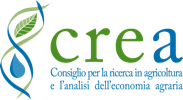 crea
Consiglio per la ricerca in agricoltura
e l'analisi dell'economia agraria